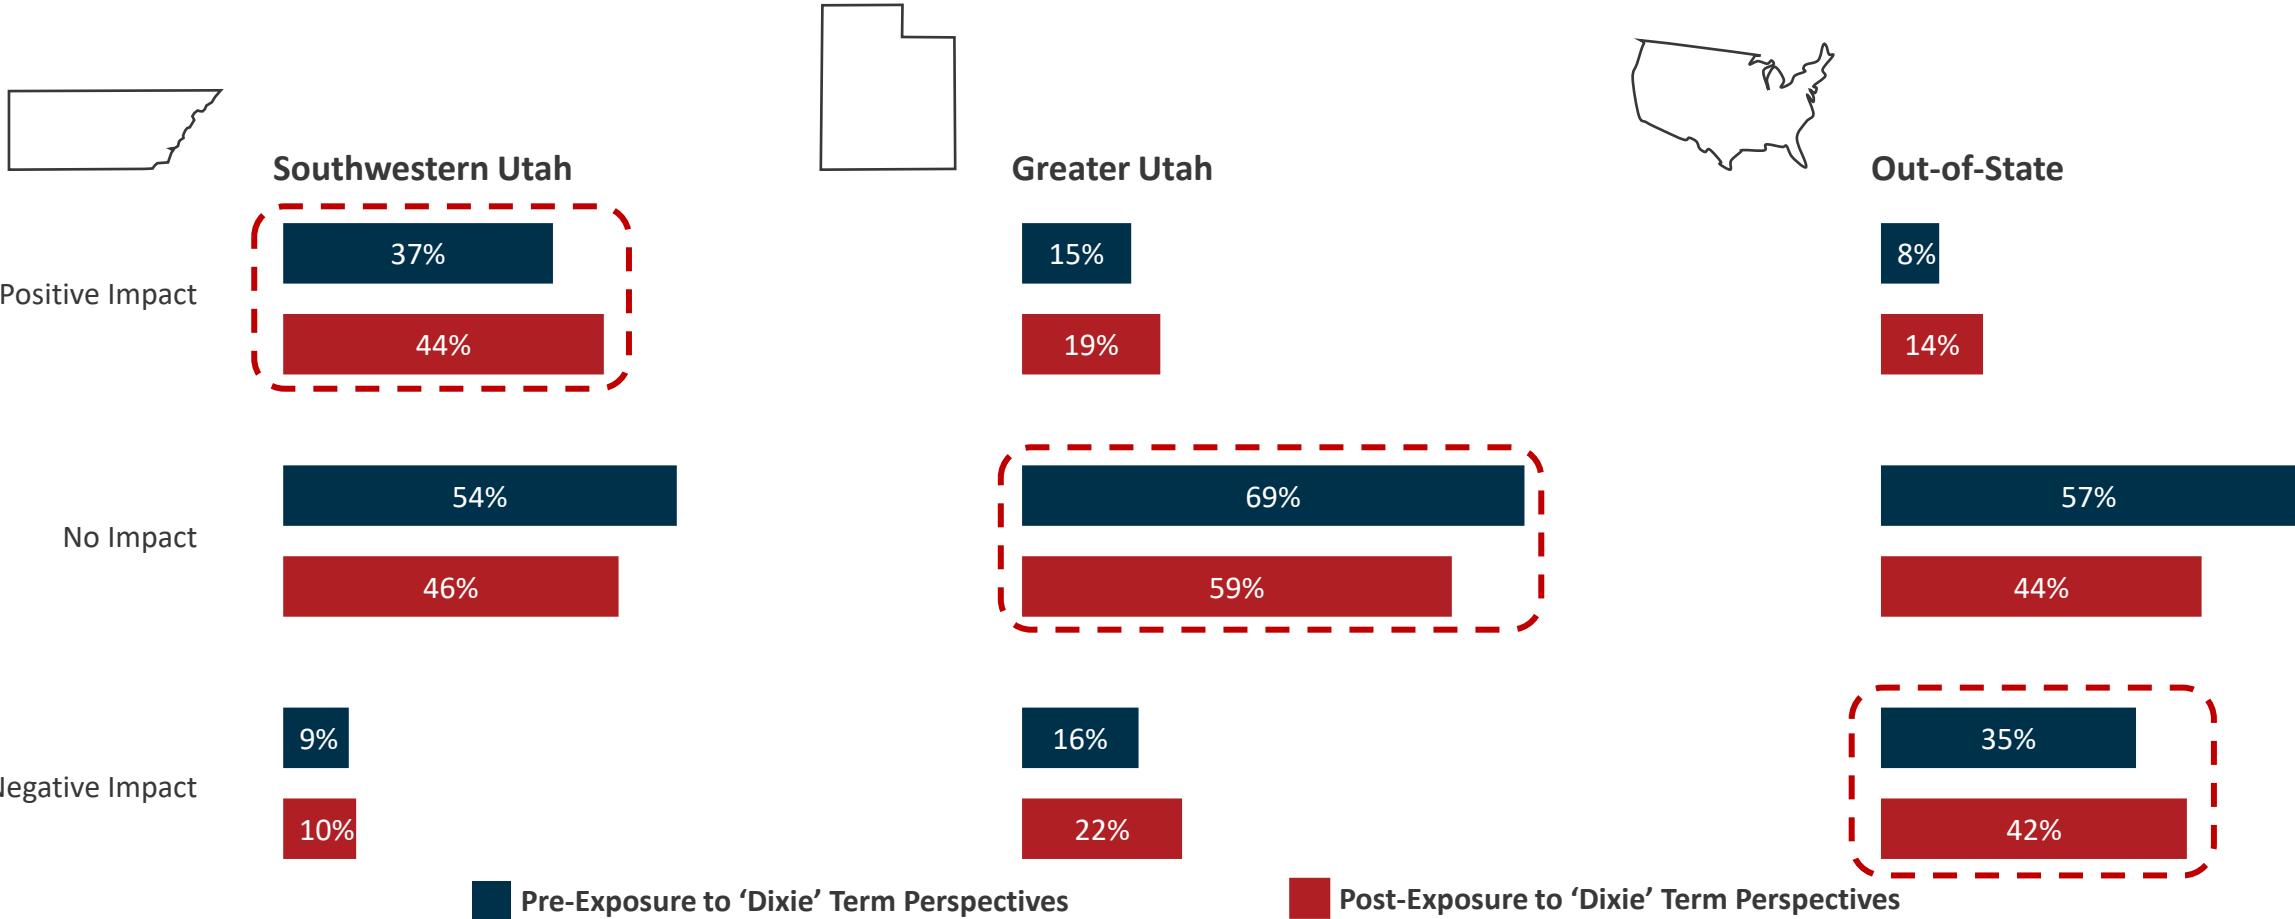 Southwestern Utah
Greater Utah
Out-of-State
Positive Impact
37%
44%
15%
19%
8%
14%
No Impact
54%
46%
69%
59%
57%
44%
Negative Impact
9%
10%
16%
22%
35%
42%
Pre-Exposure to ‘Dixie’ Term Perspectives
Post-Exposure to ‘Dixie’ Term Perspectives